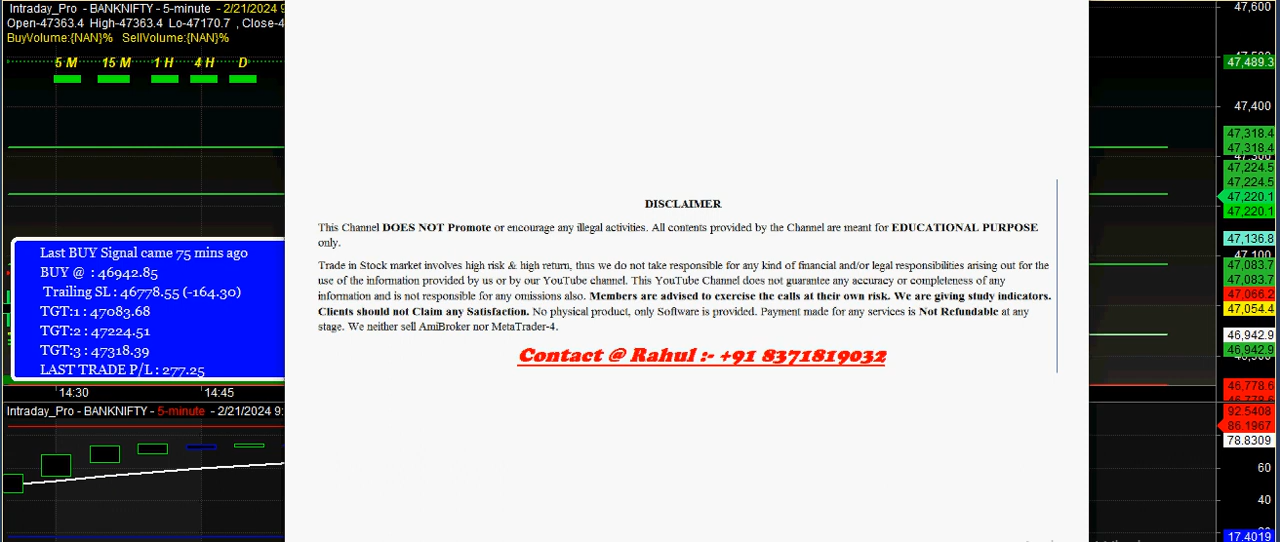 Intraday_Pro - BANKNIFTY - 5-minute - 2/21/2024 9
Open-47363.4 High-47363.4 Lo-47170.7 , Close-4
BuyVolume:{NAN}% SellVolume:{NAN}%
5 M 15 M 1 H 4 H D
Last BUY Signal came 75 mins ago
BUY @ : 46942.85
Trailing SL : 46778.55 (-164.30)
TGT:1 : 47083.68
TGT:2 : 47224.51
TGT:3 : 47318.39
LAST TRADE P/L : 277.25
14:30 14:45
Intraday_Pro - BANKNIFTY - 5-minute - 2/21/2024 9:
DISCLAIMER
This Channel DOES NOT Promote or encourage any illegal activities. All contents provided by the Channel are meant for EDUCATIONAL PURPOSE
only.
Trade in Stock market involves high risk & high return, thus we do not take responsible for any kind of financial and/or legal responsibilities arising out for the
use of the information provided by us or by our YouTube channel. This YouTube Channel does not guarantee any accuracy or completeness of any
information and is not responsible for any omissions also. Members are advised to exercise the calls at their own risk. We are giving study indicators.
Clients should not Claim any Satisfaction. No physical product, only Software is provided. Payment made for any services is Not Refundable at any
stage. We neither sell AmiBroker nor MetaTrader-4.
Contact @ Rahul :- +91 8371819032
47,600
47,489.3
47,400
47,318.4
47,318.4
47,300
47,224.5
47,224.5
47,220.1
47,220.1
47,136.8
47,100
47,083.7
47,083.7
47,066.2
47,054.4
46,942.9
46,942.9
46,778.6
92.5408
86.1967
78.8309
60
40
17.4019